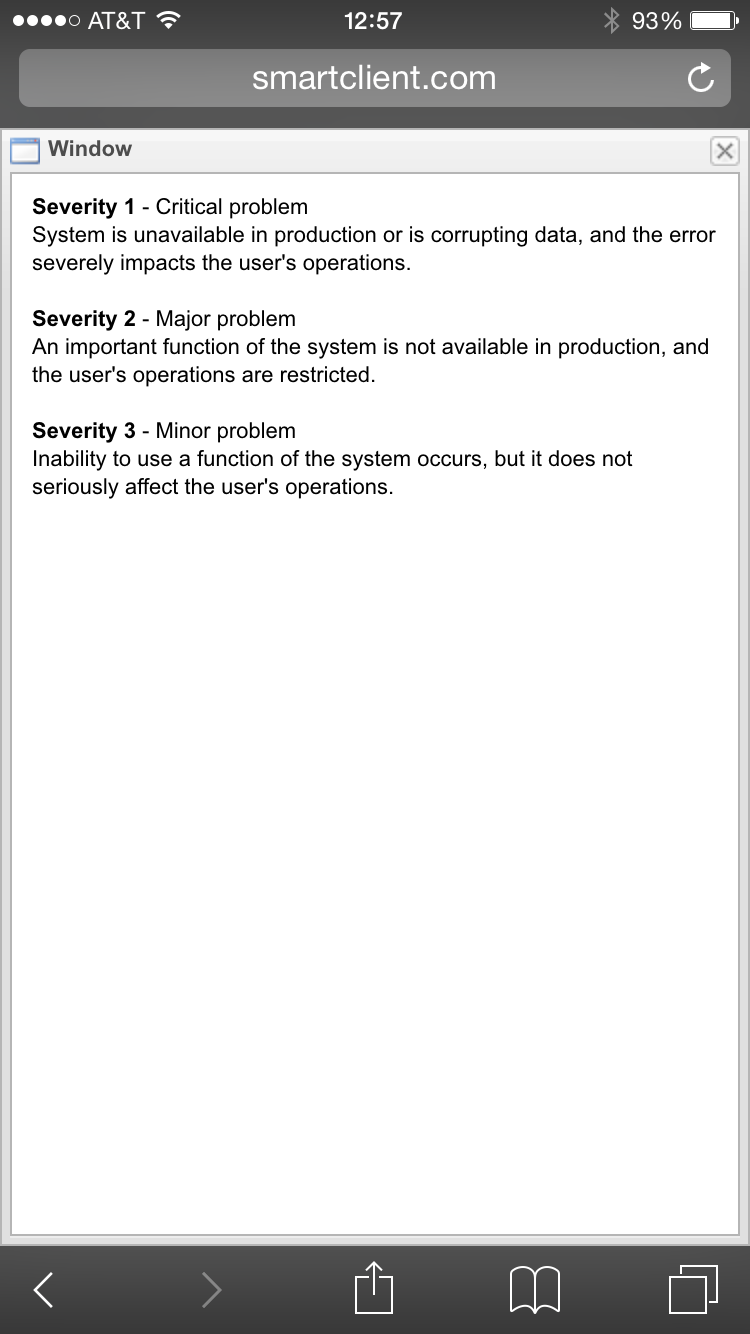 AT&T 12:57 93%
smartclient.com
Window
Severity 1 - Critical problem
System is unavailable in production or is corrupting data, and the error
severely impacts the user's operations.
Severity 2 - Major problem
An important function of the system is not available in production, and
the user's operations are restricted.
Severity 3 - Minor problem
Inability to use a function of the system occurs, but it does not
seriously affect the user's operations.